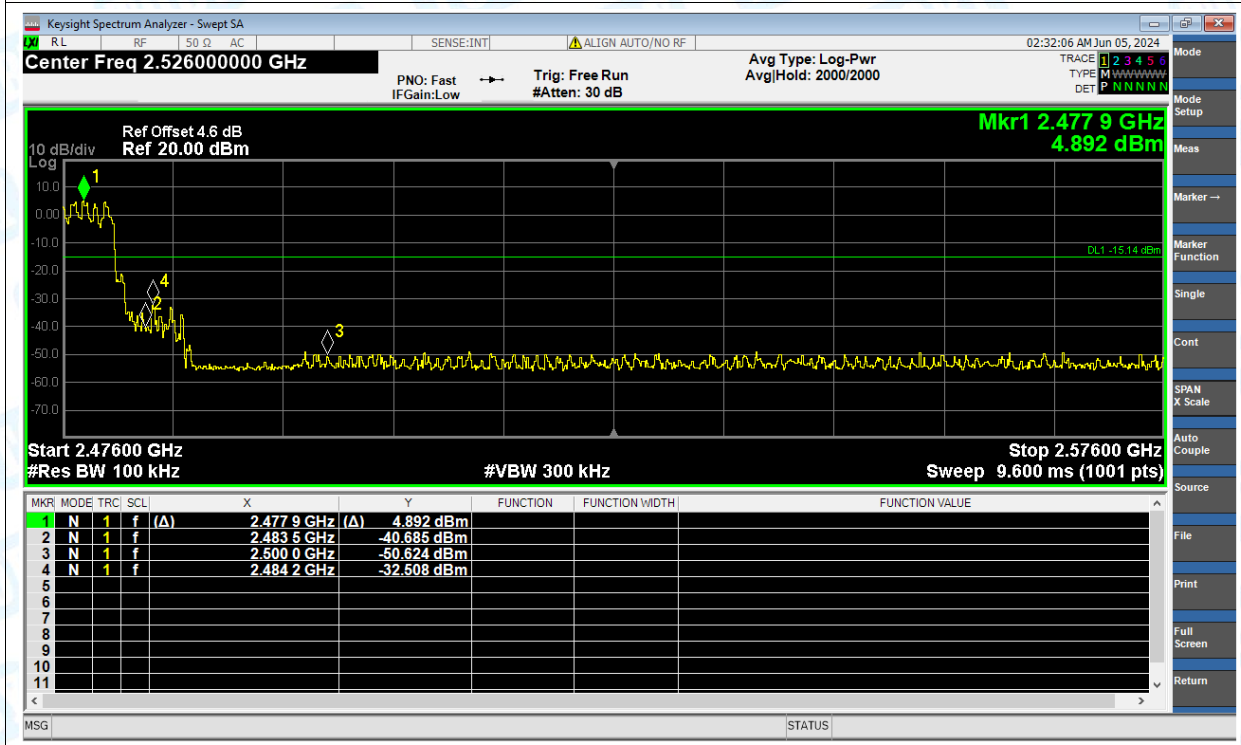 Keysight Spectrum Analyzer - Swept SA
LXI RL RF 50 Ω AC SENSE:INT ALIGN AUTO/NO RF 02:32:06 AM Jun 05, 2024
Center Freq 2.526000000 GHz
PNO: Fast
IFGain:Low
Trig: Free Run
#Atten: 30 dB
Avg Type: Log-Pwr
Avg|Hold: 2000/2000
TRACE 1 2 3 4 5 6
TYPE M WWWWW
DET P N N N N N
Mkr1 2.477 9 GHz
4.892 dBm
Ref Offset 4.6 dB
10 dB/div Ref 20.00 dBm
Log
10.0
0.00
-10.0
-20.0
-30.0
-40.0
-50.0
-60.0
-70.0
1
4
2
3
DL1 -15.14 dBm
Start 2.47600 GHz Stop 2.57600 GHz
#Res BW 100 kHz #VBW 300 kHz Sweep 9.600 ms (1001 pts)
MKR MODE TRC SCL X Y FUNCTION FUNCTION WIDTH FUNCTION VALUE
1 N 1 f (Δ) 2.477 9 GHz (Δ) 4.892 dBm
2 N 1 f 2.483 5 GHz -40.685 dBm
3 N 1 f 2.500 0 GHz -50.624 dBm
4 N 1 f 2.484 2 GHz -32.508 dBm
5
6
7
8
9
10
11
MSG STATUS
Mode
Mode
Setup
Meas
Marker →
Marker
Function
Single
Cont
SPAN
X Scale
Auto
Couple
Source
File
Print
Full
Screen
Return